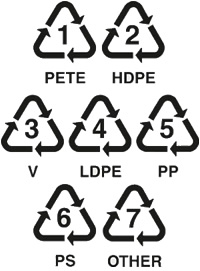 1 2
PETE HDPE
3 4 5
V LDPE PP
6 7
PS OTHER